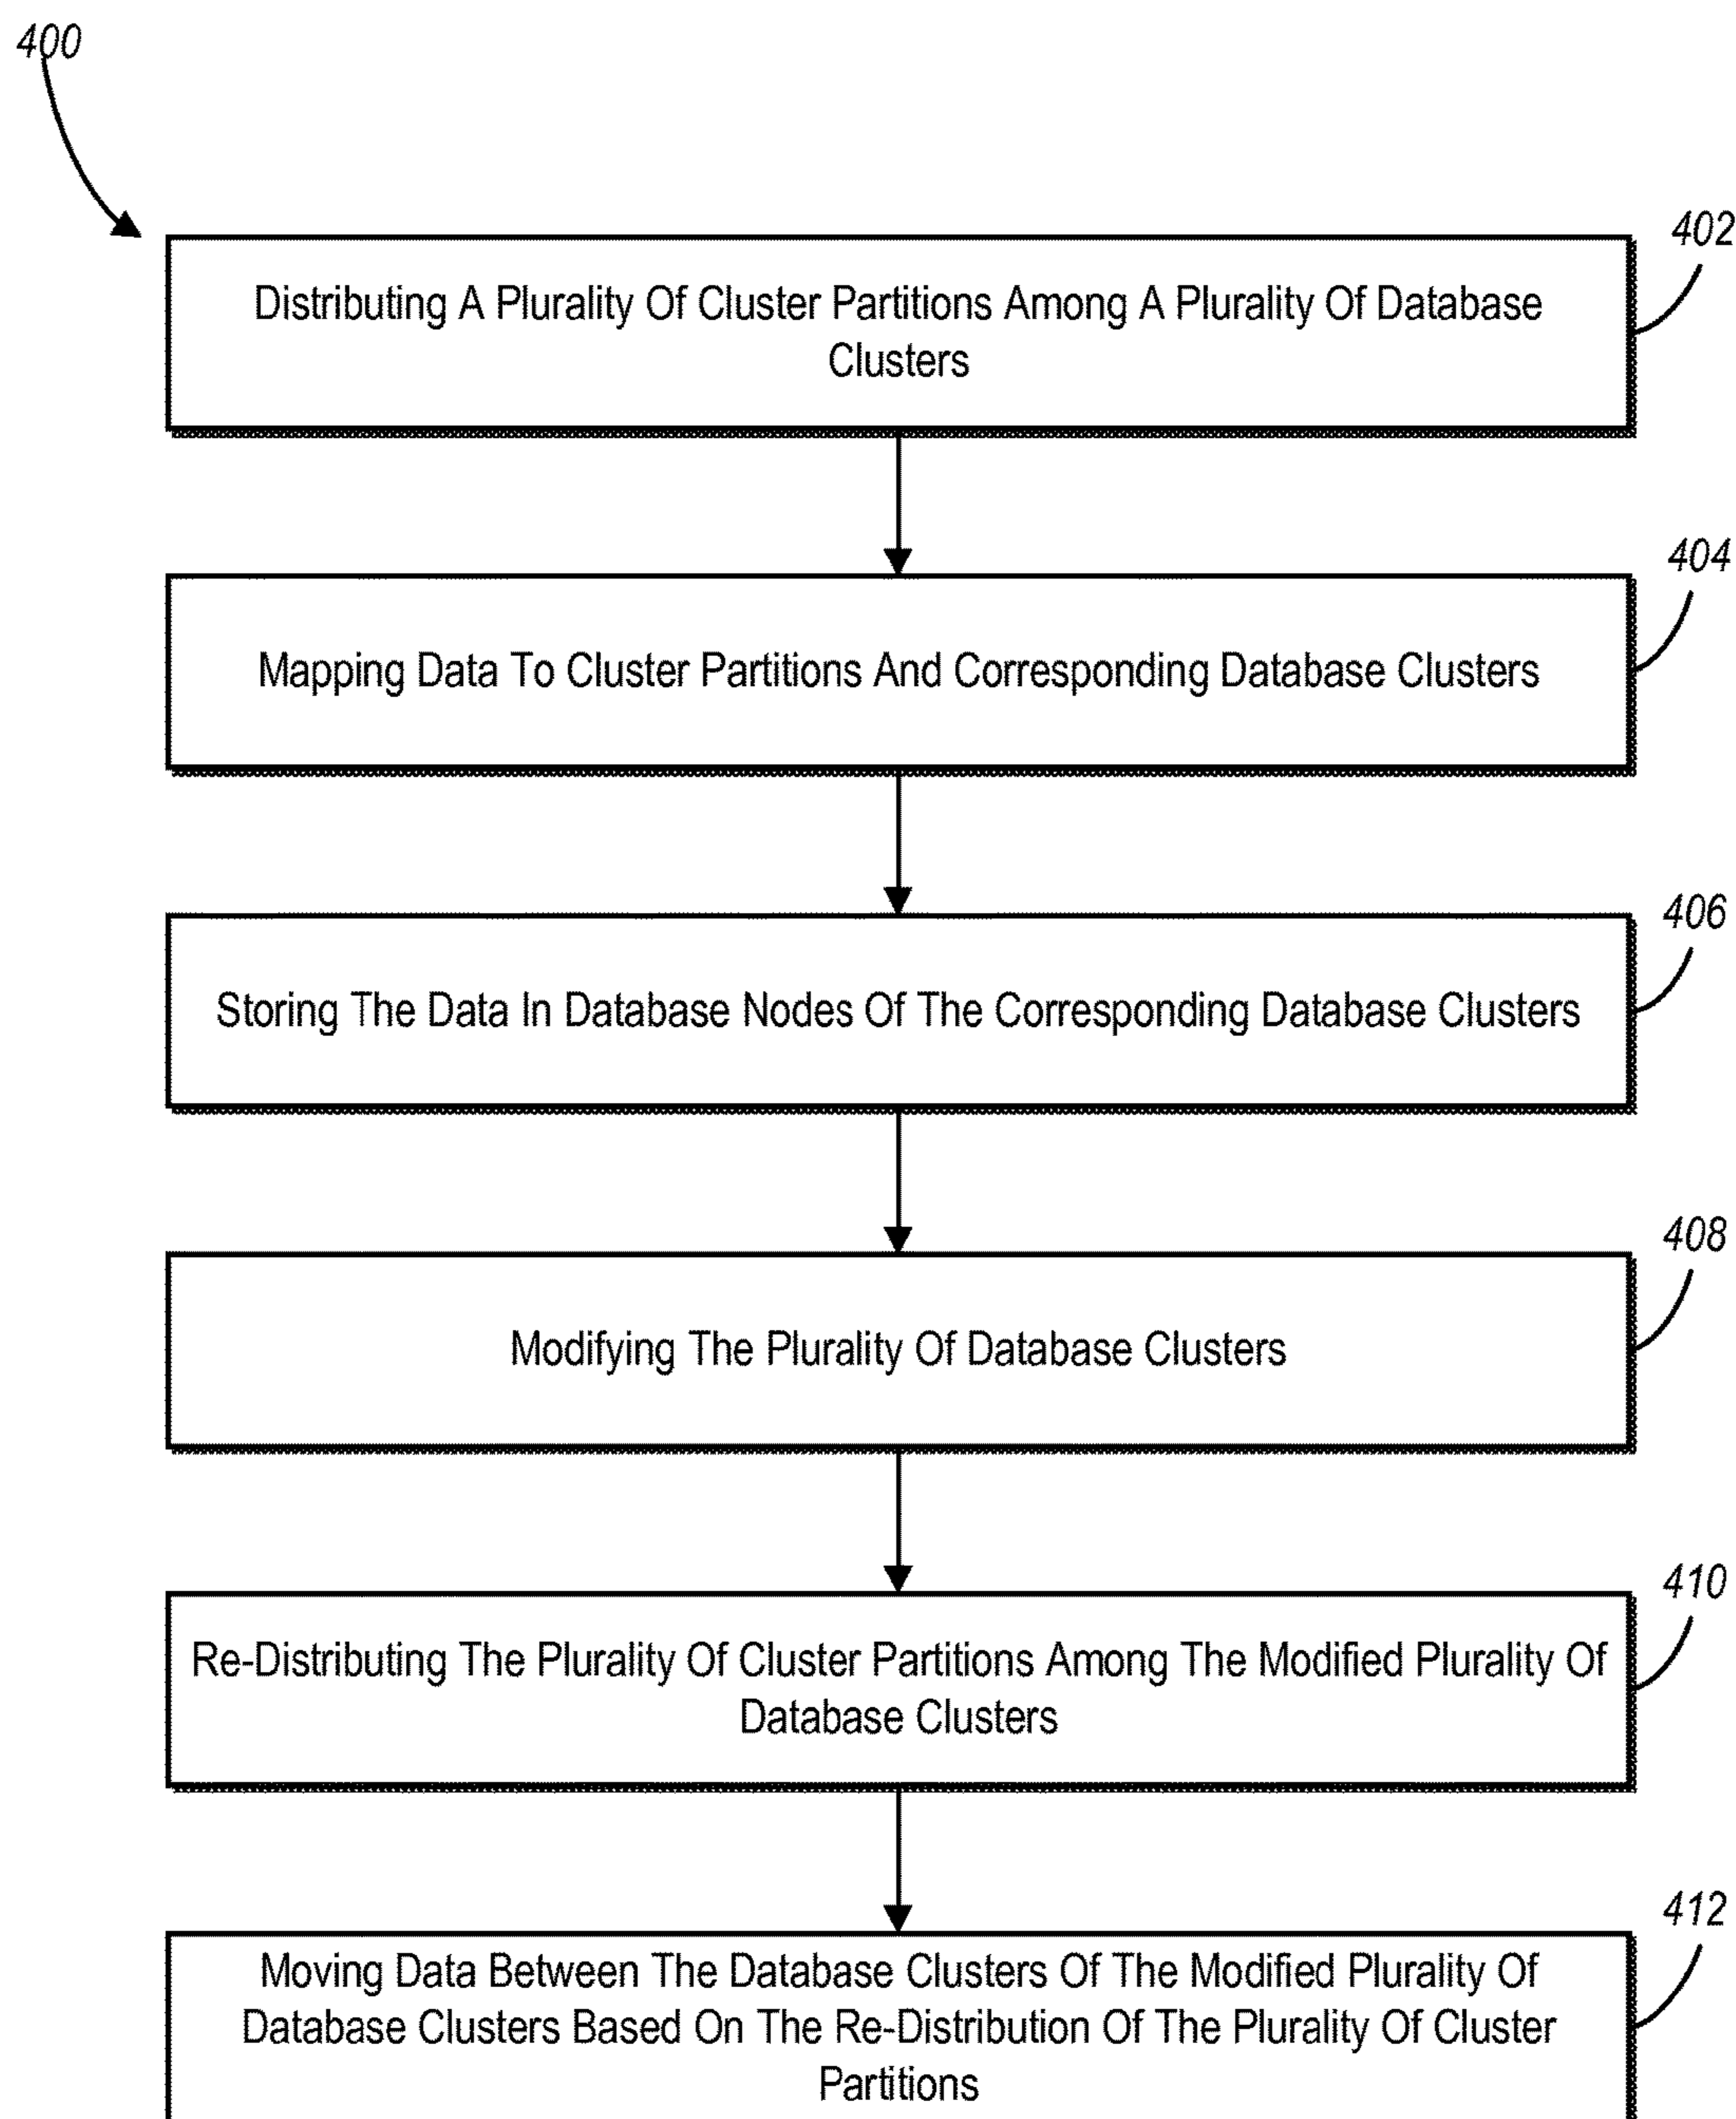 400
402
Distributing A Plurality Of Cluster Partitions Among A Plurality Of Database
Clusters
404
Mapping Data To Cluster Partitions And Corresponding Database Clusters
406
Storing The Data In Database Nodes Of The Corresponding Database Clusters
408
Modifying The Plurality Of Database Clusters
410
Re-Distributing The Plurality Of Cluster Partitions Among The Modified Plurality Of
Database Clusters
412
Moving Data Between The Database Clusters Of The Modified Plurality Of
Database Clusters Based On The Re-Distribution Of The Plurality Of Cluster
Partitions